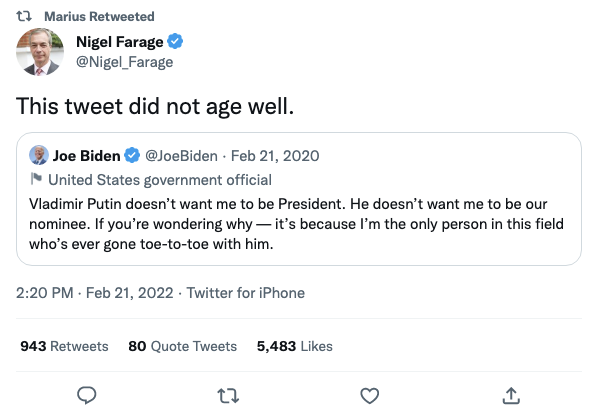 Marius Retweeted
Nigel Farage
@Nigel_Farage
This tweet did not age well.
Joe Biden @JoeBiden · Feb 21, 2020
United States government official
Vladimir Putin doesn’t want me to be President. He doesn’t want me to be our
nominee. If you’re wondering why — it’s because I’m the only person in this field
who’s ever gone toe-to-toe with him.
2:20 PM · Feb 21, 2022 · Twitter for iPhone
943 Retweets 80 Quote Tweets 5,483 Likes